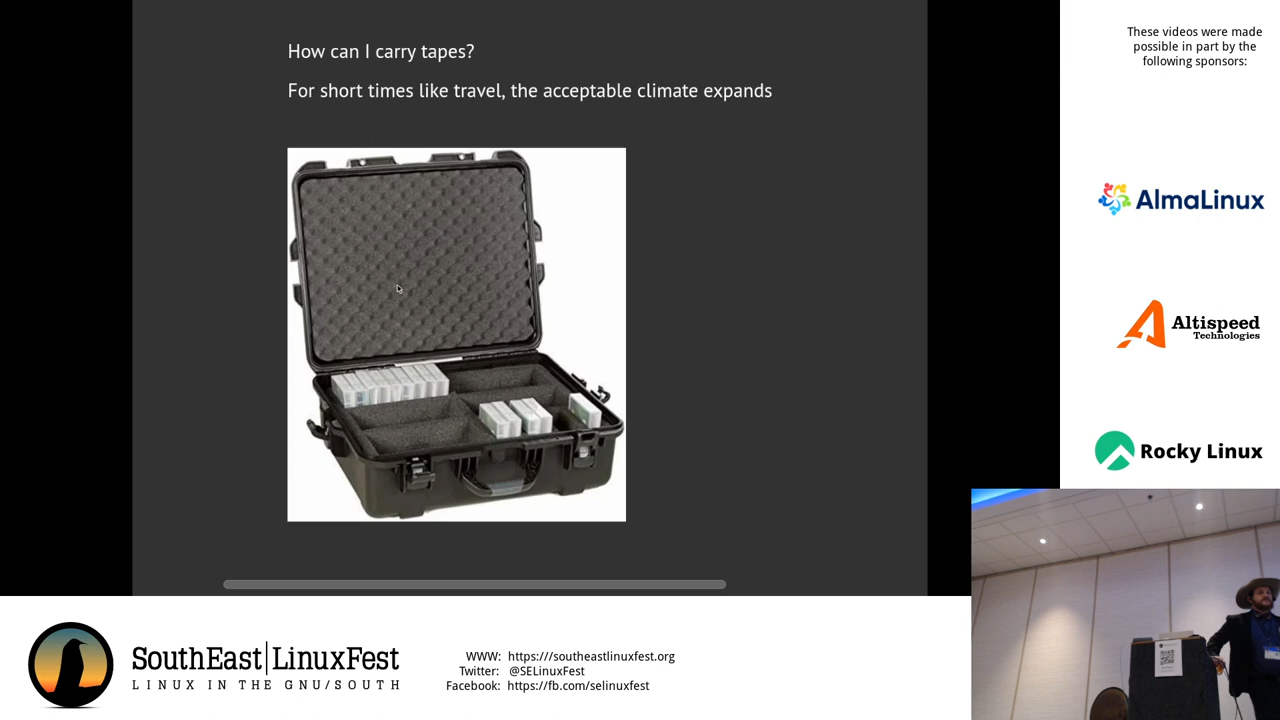 How can I carry tapes?
For short times like travel, the acceptable climate expands
These videos were made
possible in part by the
following sponsors:
AlmaLinux
Altispeed
Technologies
Rocky Linux
SouthEast|LinuxFest
LINUX IN THE GNU/SOUTH
WWW: https:///southeastlinuxfest.org
Twitter: @SELinuxFest
Facebook: https://fb.com/selinuxfest